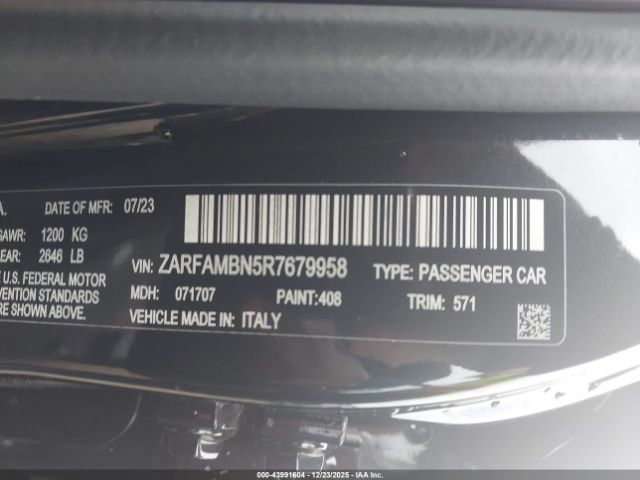 A. DATE OF MFR: 07/23
GAWR: 1200 KG
EAR: 2646 LB
VIN: ZARFAMBN5R7679958 TYPE: PASSENGER CAR
U.S. FEDERAL MOTOR
VENTION STANDARDS
RE SHOWN ABOVE.
MDH: 071707 PAINT:408 TRIM: 571
VEHICLE MADE IN: ITALY
000-43991604 - 12/23/2025 - IAA Inc.